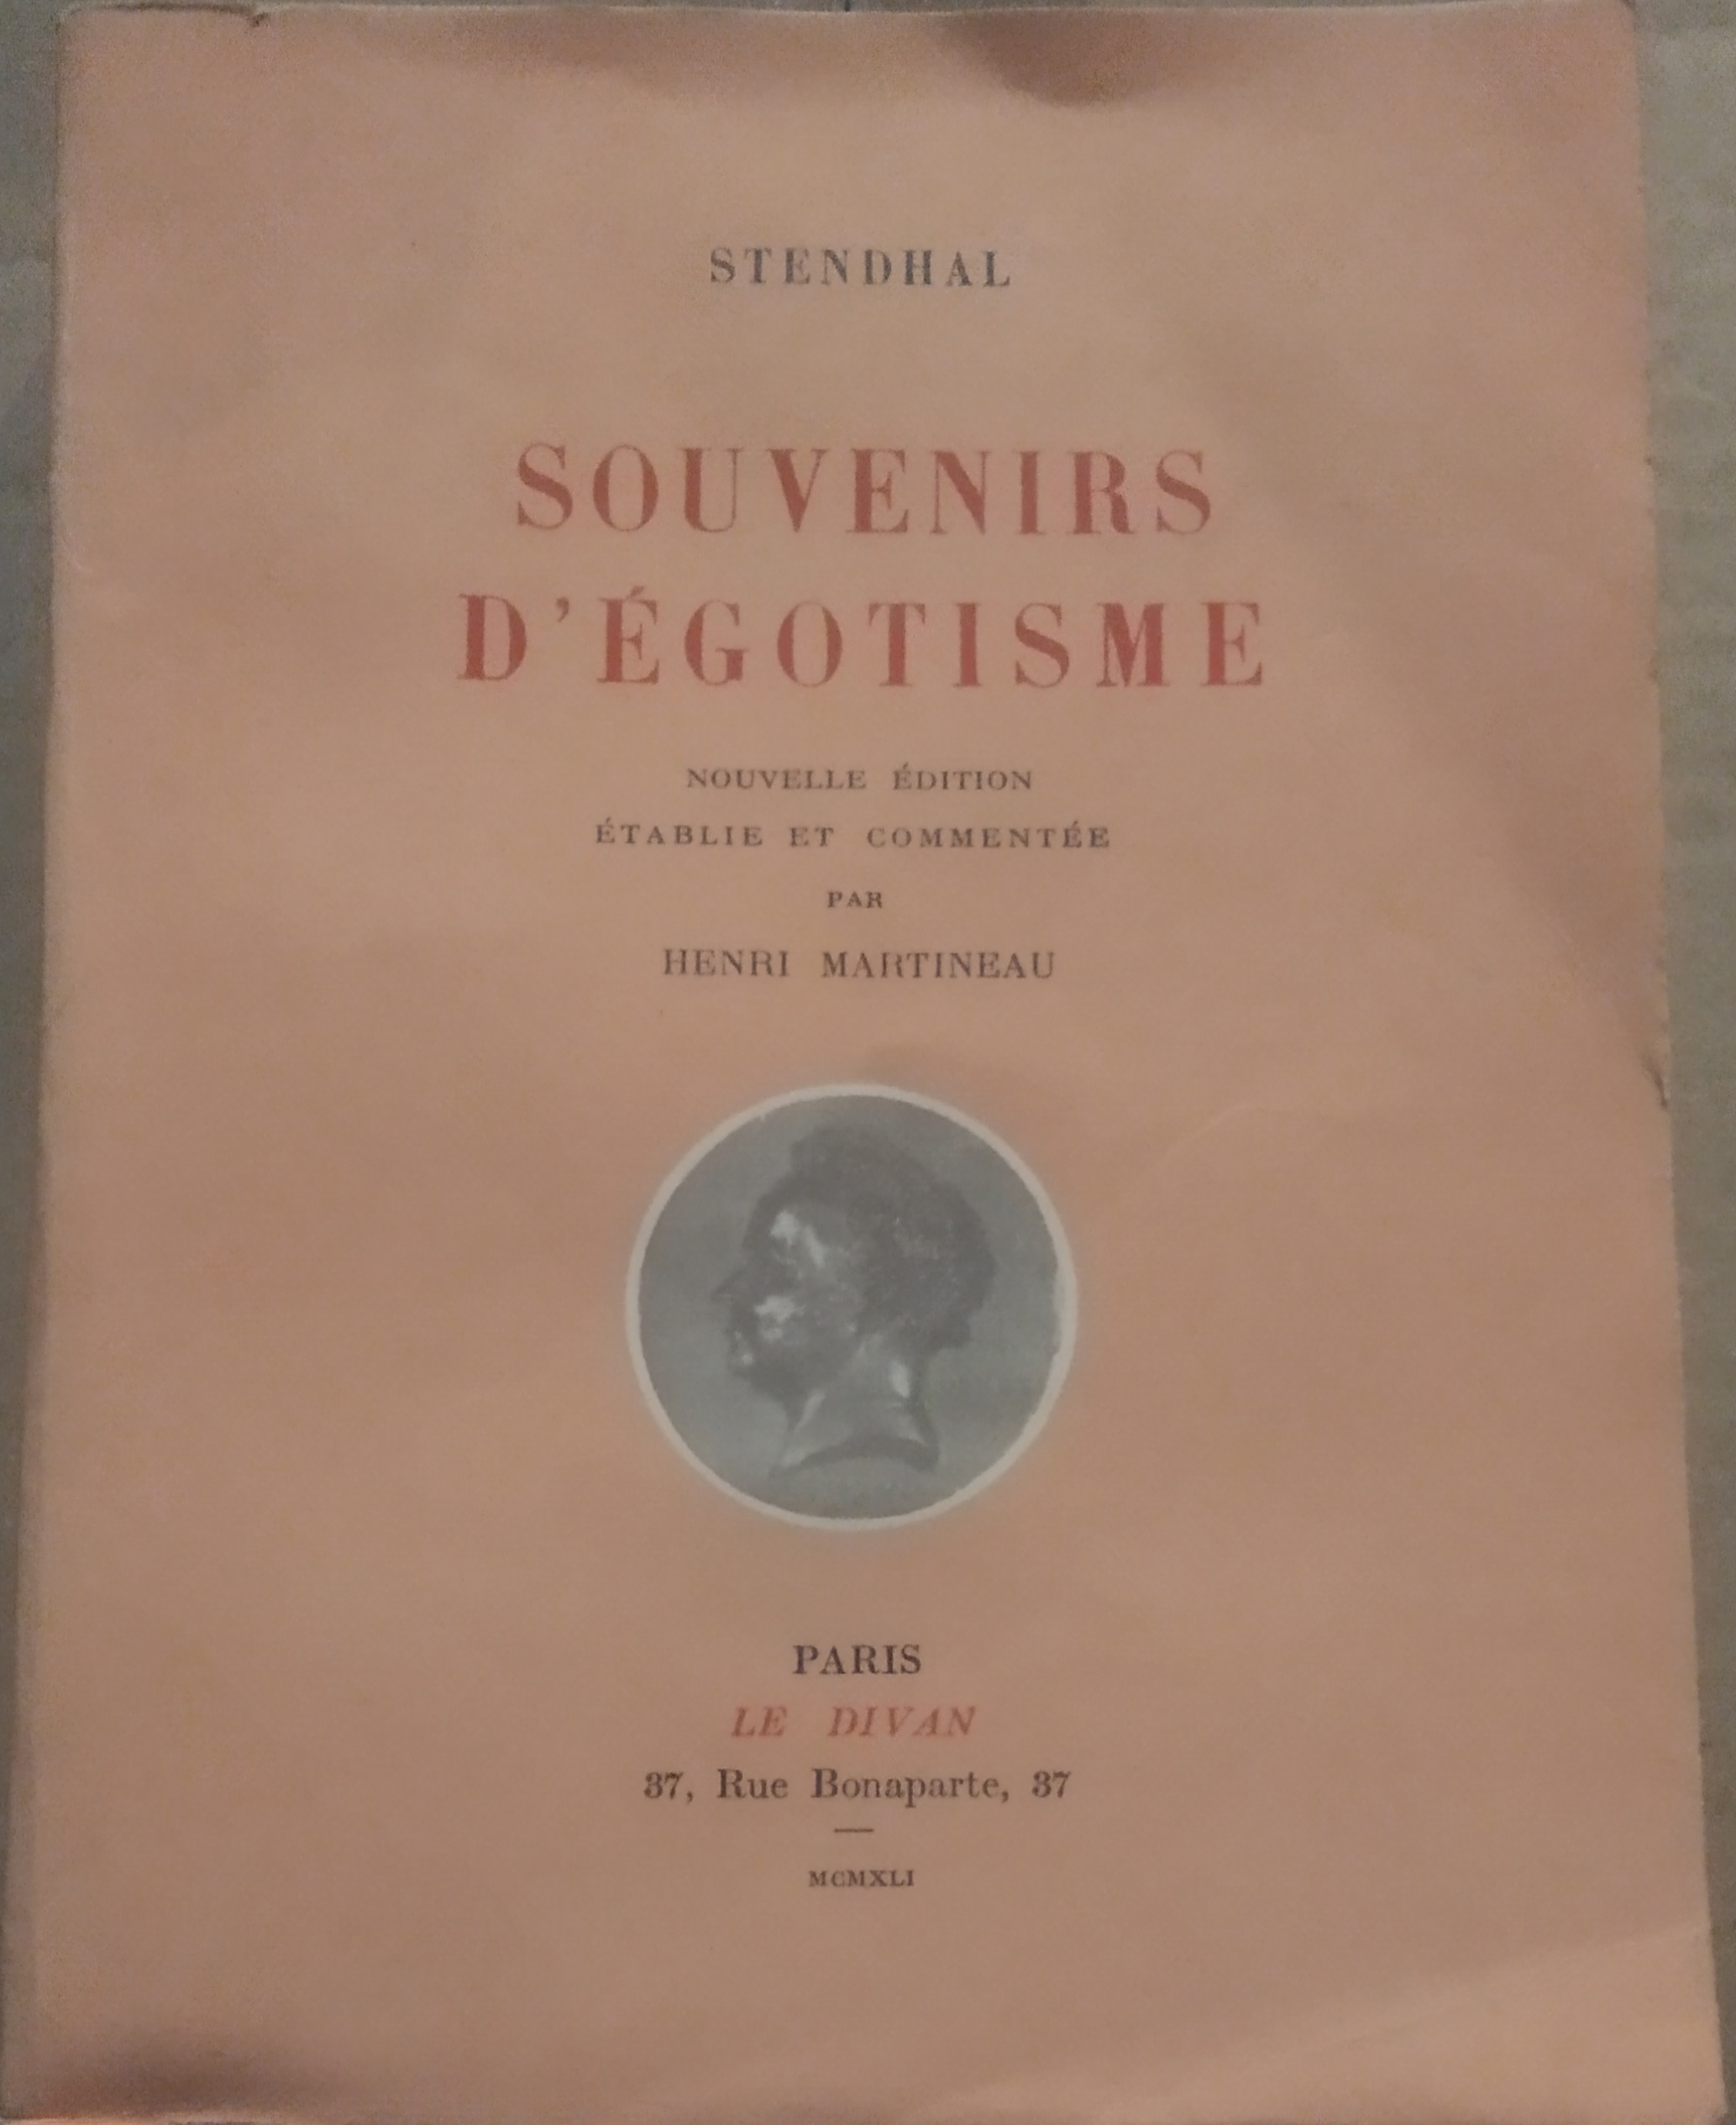 STENDHAL
SOUVENIRS
D'ÉGOTISME
NOUVELLE ÉDITION
ÉTABLIE ET COMMENTÉE
PAR
HENRI MARTINEAU
PARIS
LE DIVAN
37, Rue Bonaparte, 37
MCMXLI